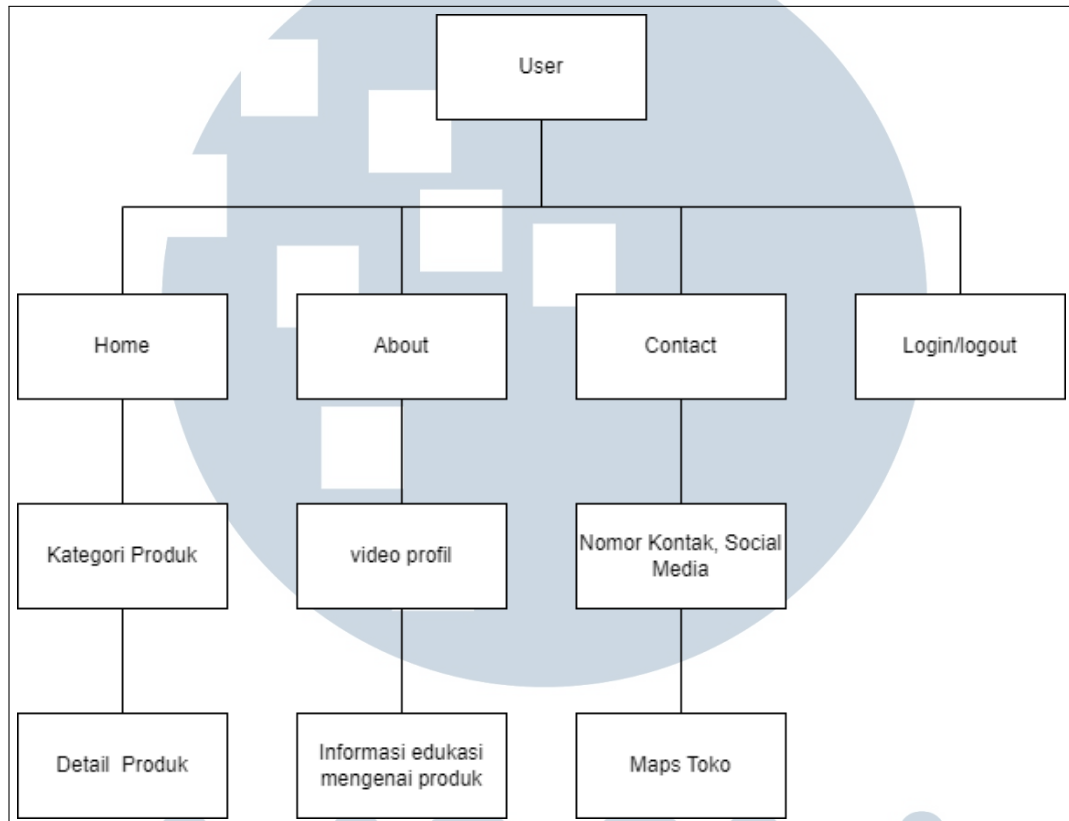 User
Home
About
Contact
Login/logout
Kategori Produk
video profil
Nomor Kontak, Social
Media
Detail Produk
Informasi edukasi
mengenai produk
Maps Toko